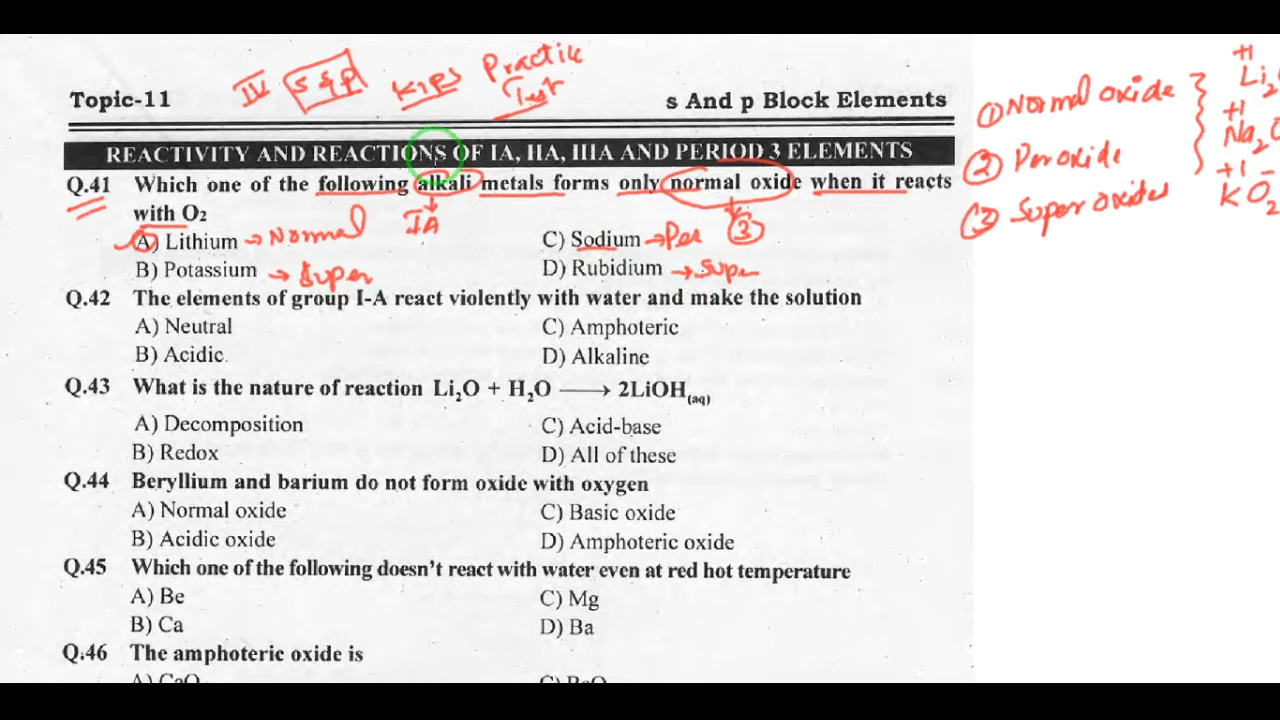 IV S & P KIPS Practice Test
Topic-11
s And p Block Elements
REACTIVITY AND REACTIONS OF IA, IIA, IIIA AND PERIOD 3 ELEMENTS
Q.41 Which one of the following alkali metals forms only normal oxide when it reacts
with O₂
IA
3
A) Lithium → Normal
C) Sodium → Per
B) Potassium → Super
D) Rubidium → Super
Q.42 The elements of group I-A react violently with water and make the solution
A) Neutral
C) Amphoteric
B) Acidic
D) Alkaline
Q.43 What is the nature of reaction Li₂O + H₂O ⟶ 2LiOH(aq)
A) Decomposition
C) Acid-base
B) Redox
D) All of these
Q.44 Beryllium and barium do not form oxide with oxygen
A) Normal oxide
C) Basic oxide
B) Acidic oxide
D) Amphoteric oxide
Q.45 Which one of the following doesn't react with water even at red hot temperature
A) Be
C) Mg
B) Ca
D) Ba
Q.46 The amphoteric oxide is
① Normal oxide
② Peroxide
③ Superoxides
+1
Li₂
+1
Na₂O
+1 -
KO₂